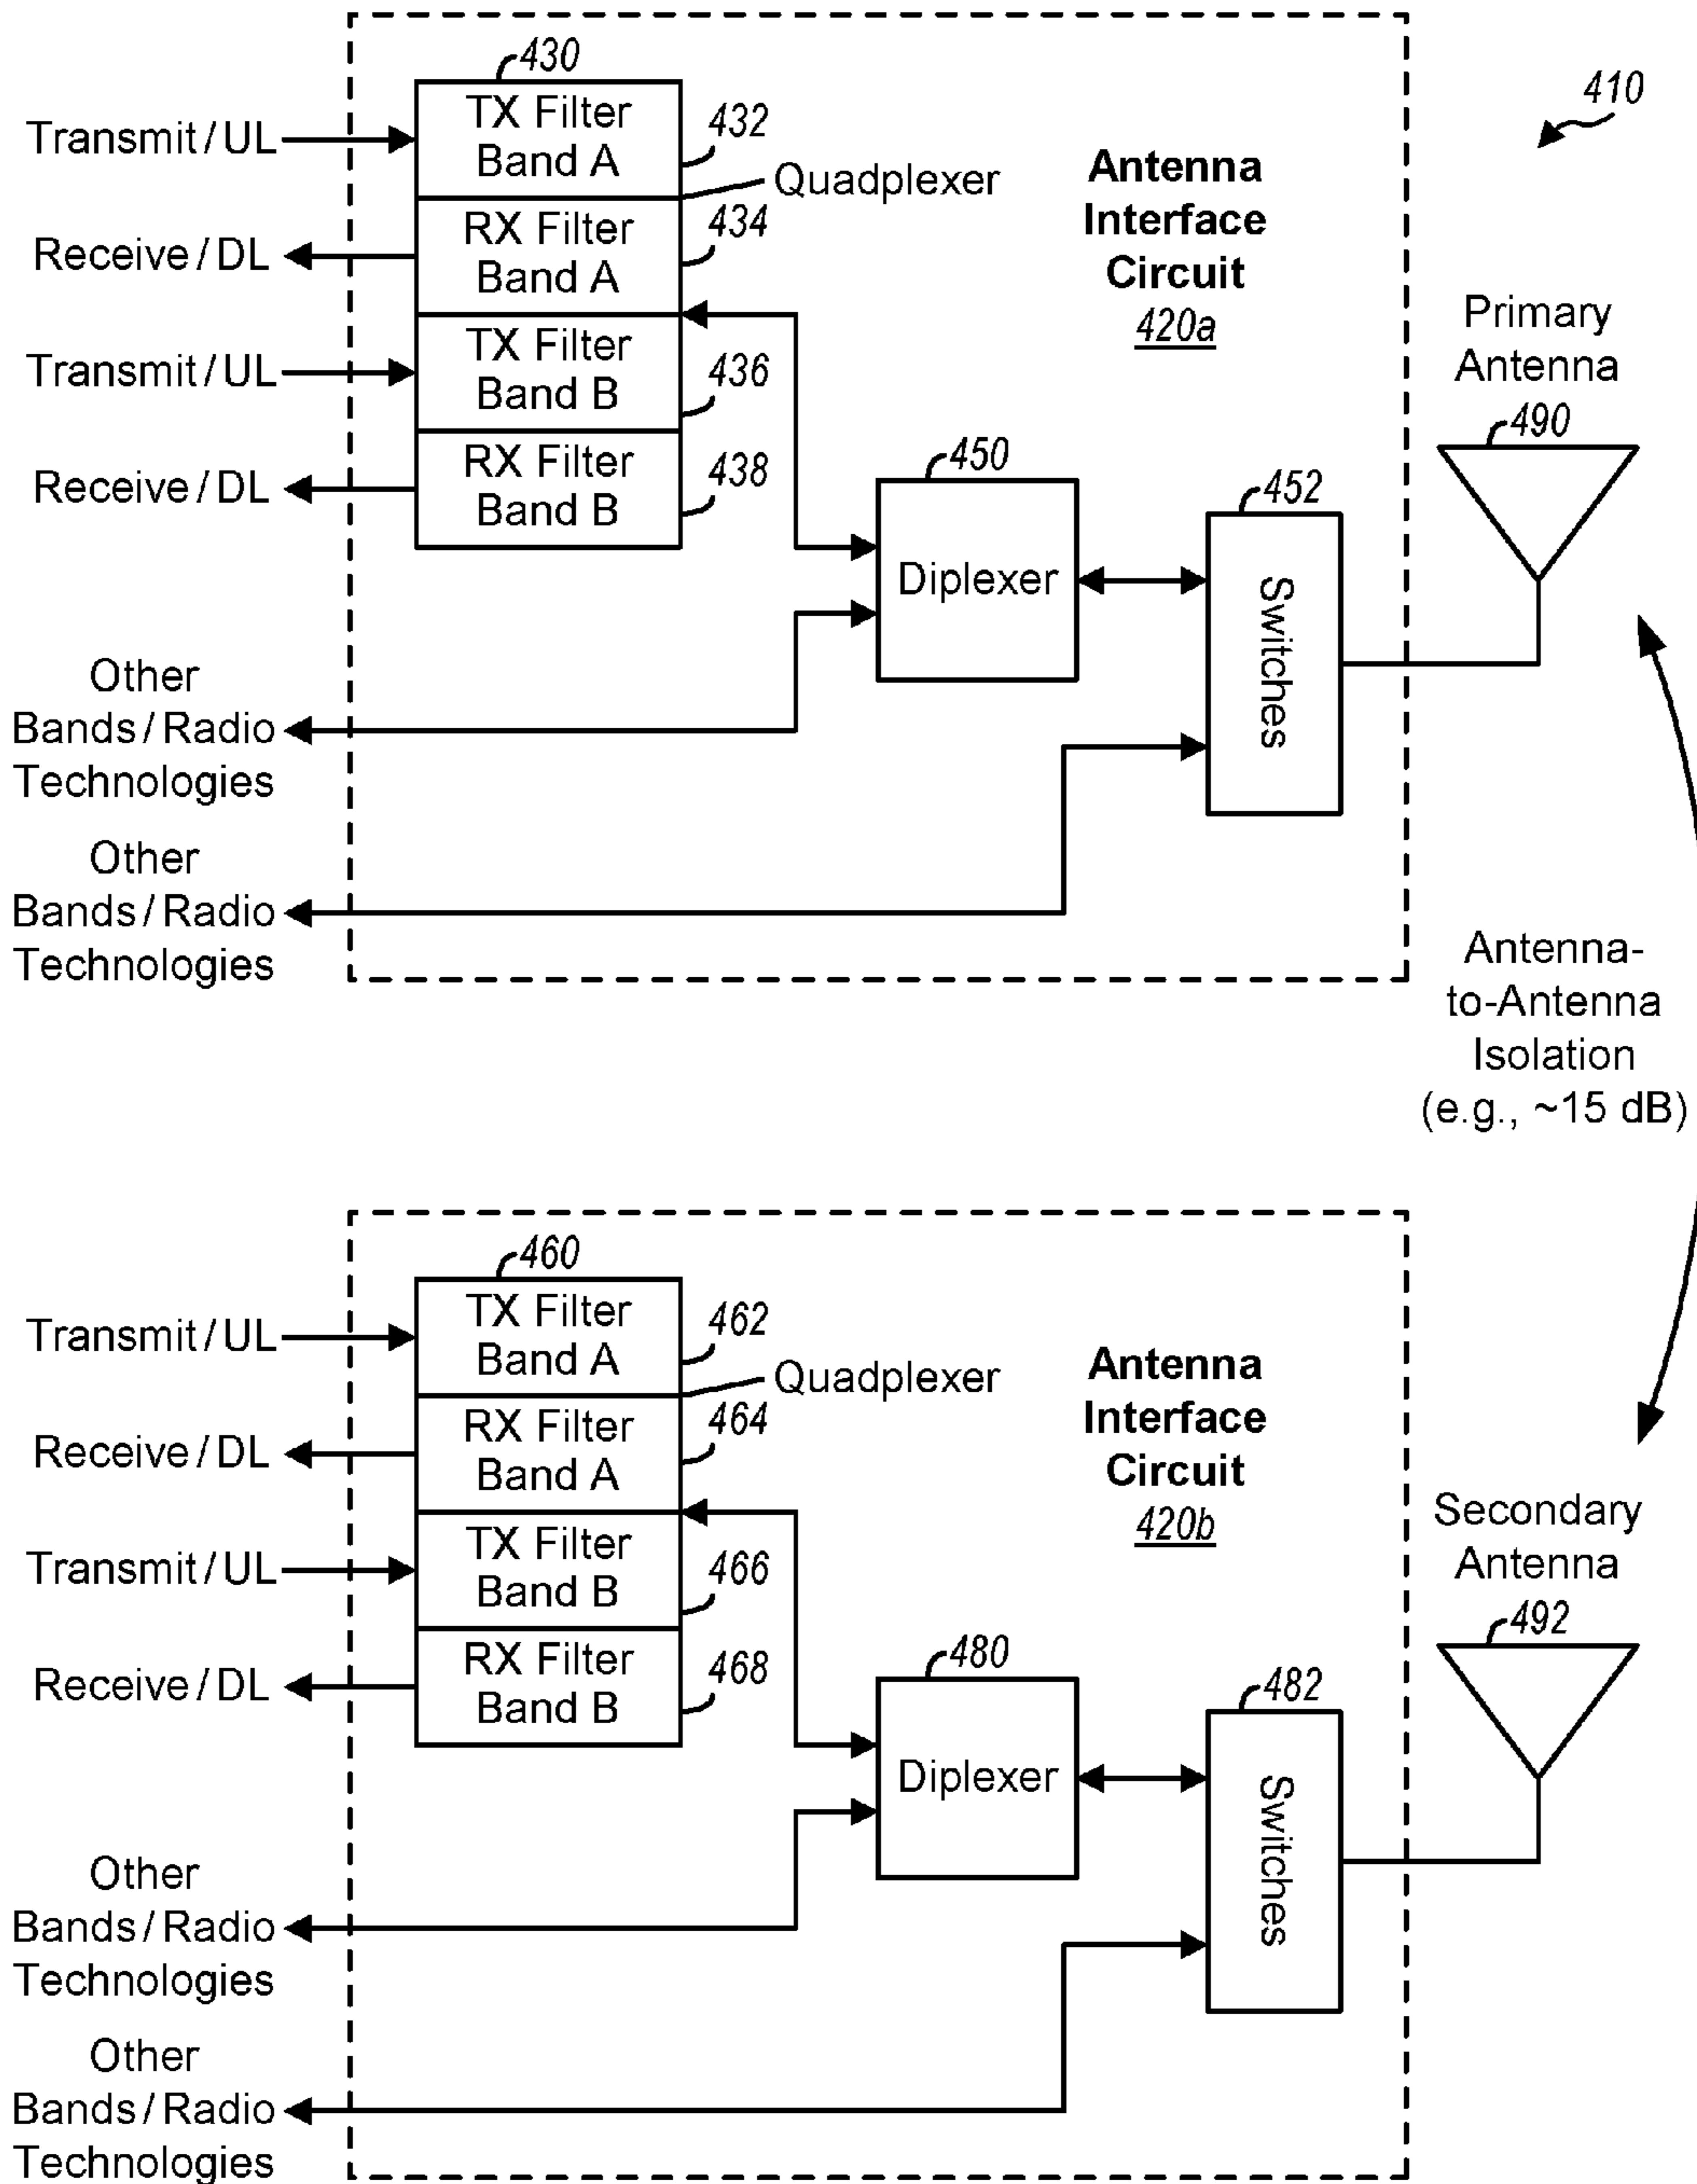 410
430
Transmit / UL
TX Filter
Band A
432
Quadplexer
Receive / DL
RX Filter
Band A
434
Transmit / UL
TX Filter
Band B
436
Receive / DL
RX Filter
Band B
438
Antenna
Interface
Circuit
420a
Primary
Antenna
490
450
Diplexer
452
Switches
Other
Bands / Radio
Technologies
Other
Bands / Radio
Technologies
Antenna-
to-Antenna
Isolation
(e.g., ~15 dB)
460
Transmit / UL
TX Filter
Band A
462
Quadplexer
Receive / DL
RX Filter
Band A
464
Transmit / UL
TX Filter
Band B
466
Receive / DL
RX Filter
Band B
468
Antenna
Interface
Circuit
420b
Secondary
Antenna
492
480
Diplexer
482
Switches
Other
Bands / Radio
Technologies
Other
Bands / Radio
Technologies